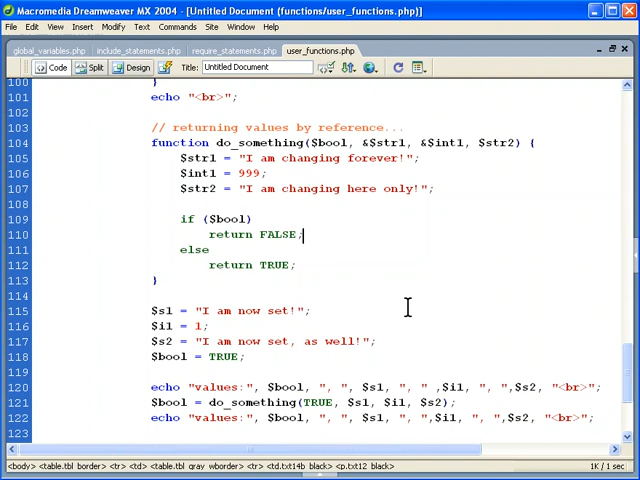 Macromedia Dreamweaver MX 2004 - [Untitled Document (functions/user_functions.php)]
File Edit View Insert Modify Text Commands Site Window Help
global_variables.php include_statements.php require_statements.php user_functions.php
Code Split Design Title: Untitled Document
100 }
101 echo "<br>";
102
103 // returning values by reference...
104 function do_something($bool, &$str1, &$int1, $str2) {
105 $str1 = "I am changing forever!";
106 $int1 = 999;
107 $str2 = "I am changing here only!";
108
109 if ($bool)
110 return FALSE;
111 else
112 return TRUE;
113 }
114
115 $s1 = "I am now set!";
116 $i1 = 1;
117 $s2 = "I am now set, as well!";
118 $bool = TRUE;
119
120 echo "values:", $bool, ", ", $s1, ", " ,$i1, ", ",$s2, "<br>";
121 $bool = do_something(TRUE, $s1, $i1, $s2);
122 echo "values:", $bool, ", ", $s1, ", ",$i1, ", ",$s2, "<br>";
123
<body> <table.tbl border> <tr> <td> <table.tbl gray wborder> <tr> <td.txt14b black> <p.txt12 black> 1K / 1 sec